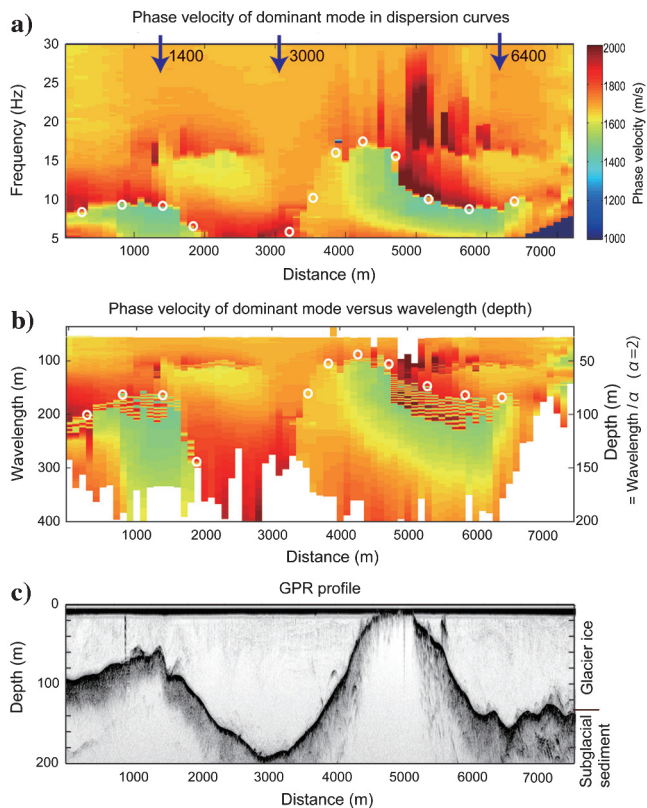 a)
Phase velocity of dominant mode in dispersion curves
1400
3000
6400
30
25
20
15
10
5
Frequency (Hz)
1000
2000
3000
4000
5000
6000
7000
Distance (m)
2000
1800
1600
1400
1200
1000
Phase velocity (m/s)
b)
Phase velocity of dominant mode versus wavelength (depth)
100
200
300
400
Wavelength (m)
50
100
150
200
Depth (m)
= Wavelength/α (α=2)
1000
2000
3000
4000
5000
6000
7000
Distance (m)
c)
GPR profile
0
100
200
Depth (m)
Glacier ice
Subglacial
sediment
1000
2000
3000
4000
5000
6000
7000
Distance (m)